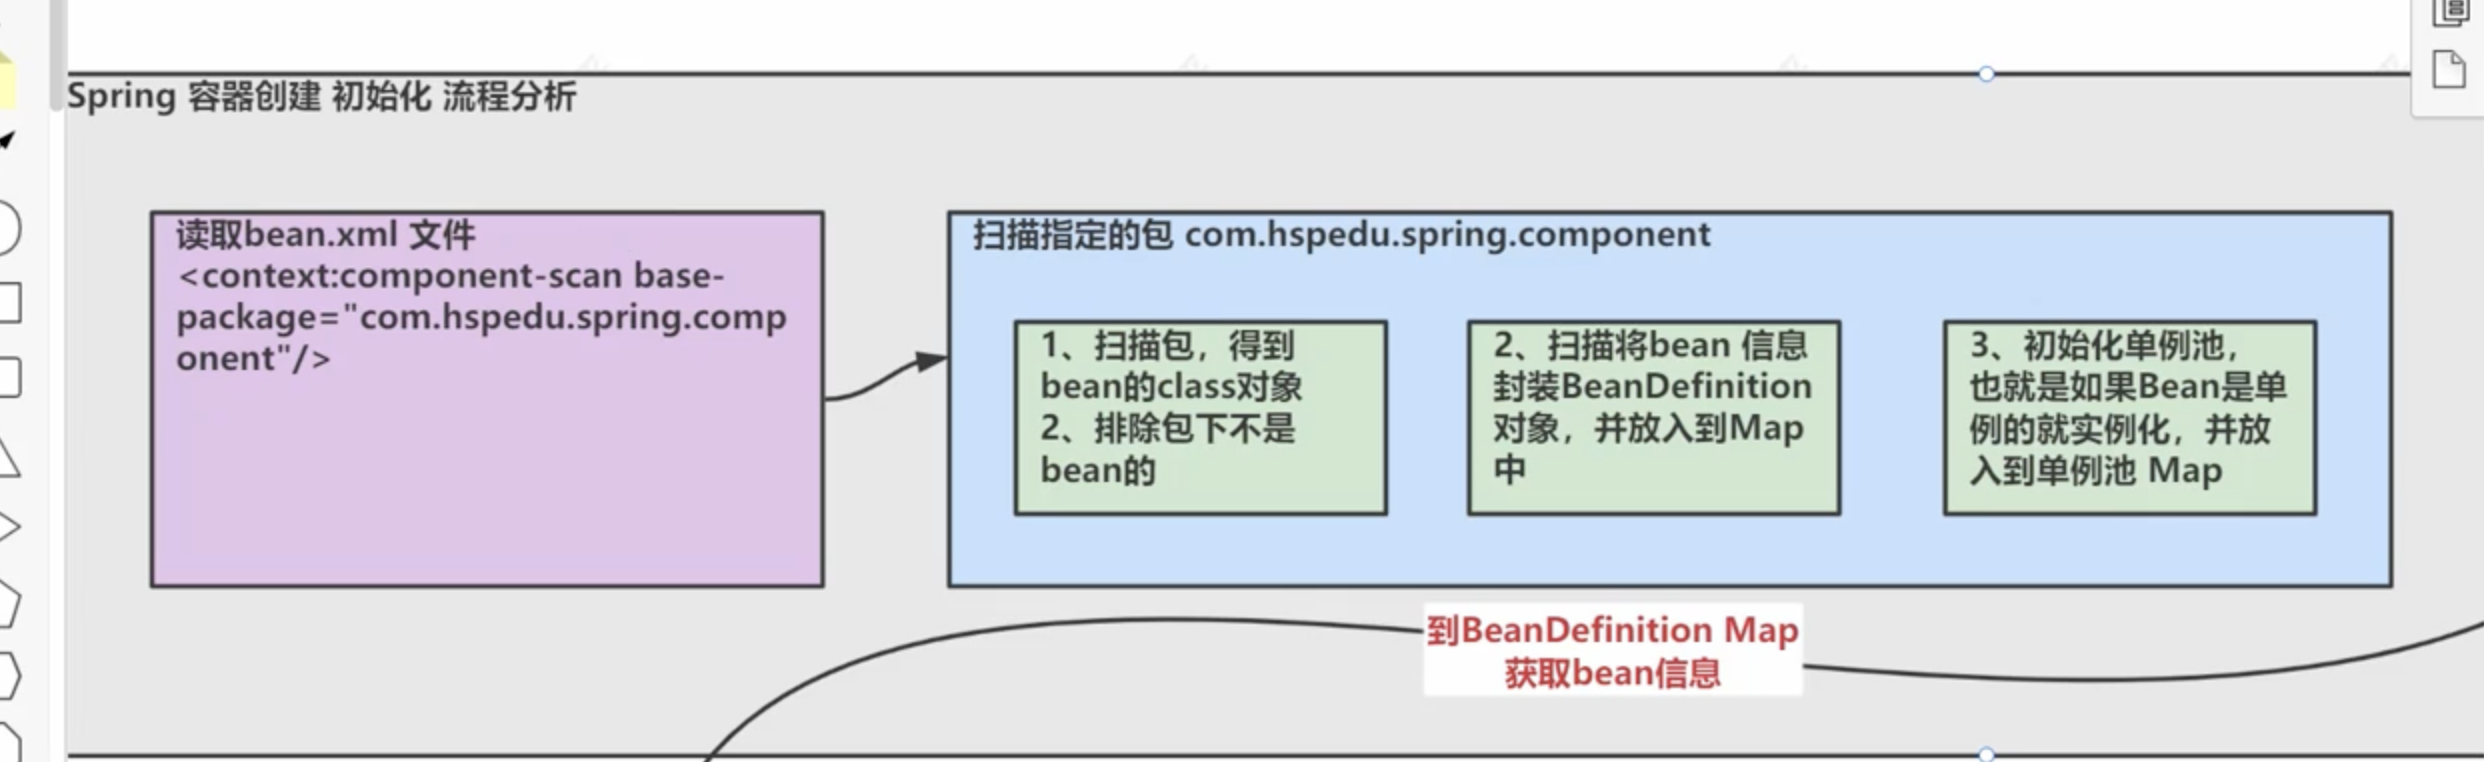 Spring 容器创建 初始化 流程分析
读取bean.xml 文件
<context:component-scan base-
package="com.hspedu.spring.comp
onent"/>
扫描指定的包 com.hspedu.spring.component
1、扫描包，得到
bean的class对象
2、排除包下不是
bean的
2、扫描将bean 信息
封装BeanDefinition
对象，并放入到Map
中
3、初始化单例池，
也就是如果Bean是单
例的就实例化，并放
入到单例池 Map
到BeanDefinition Map
获取bean信息